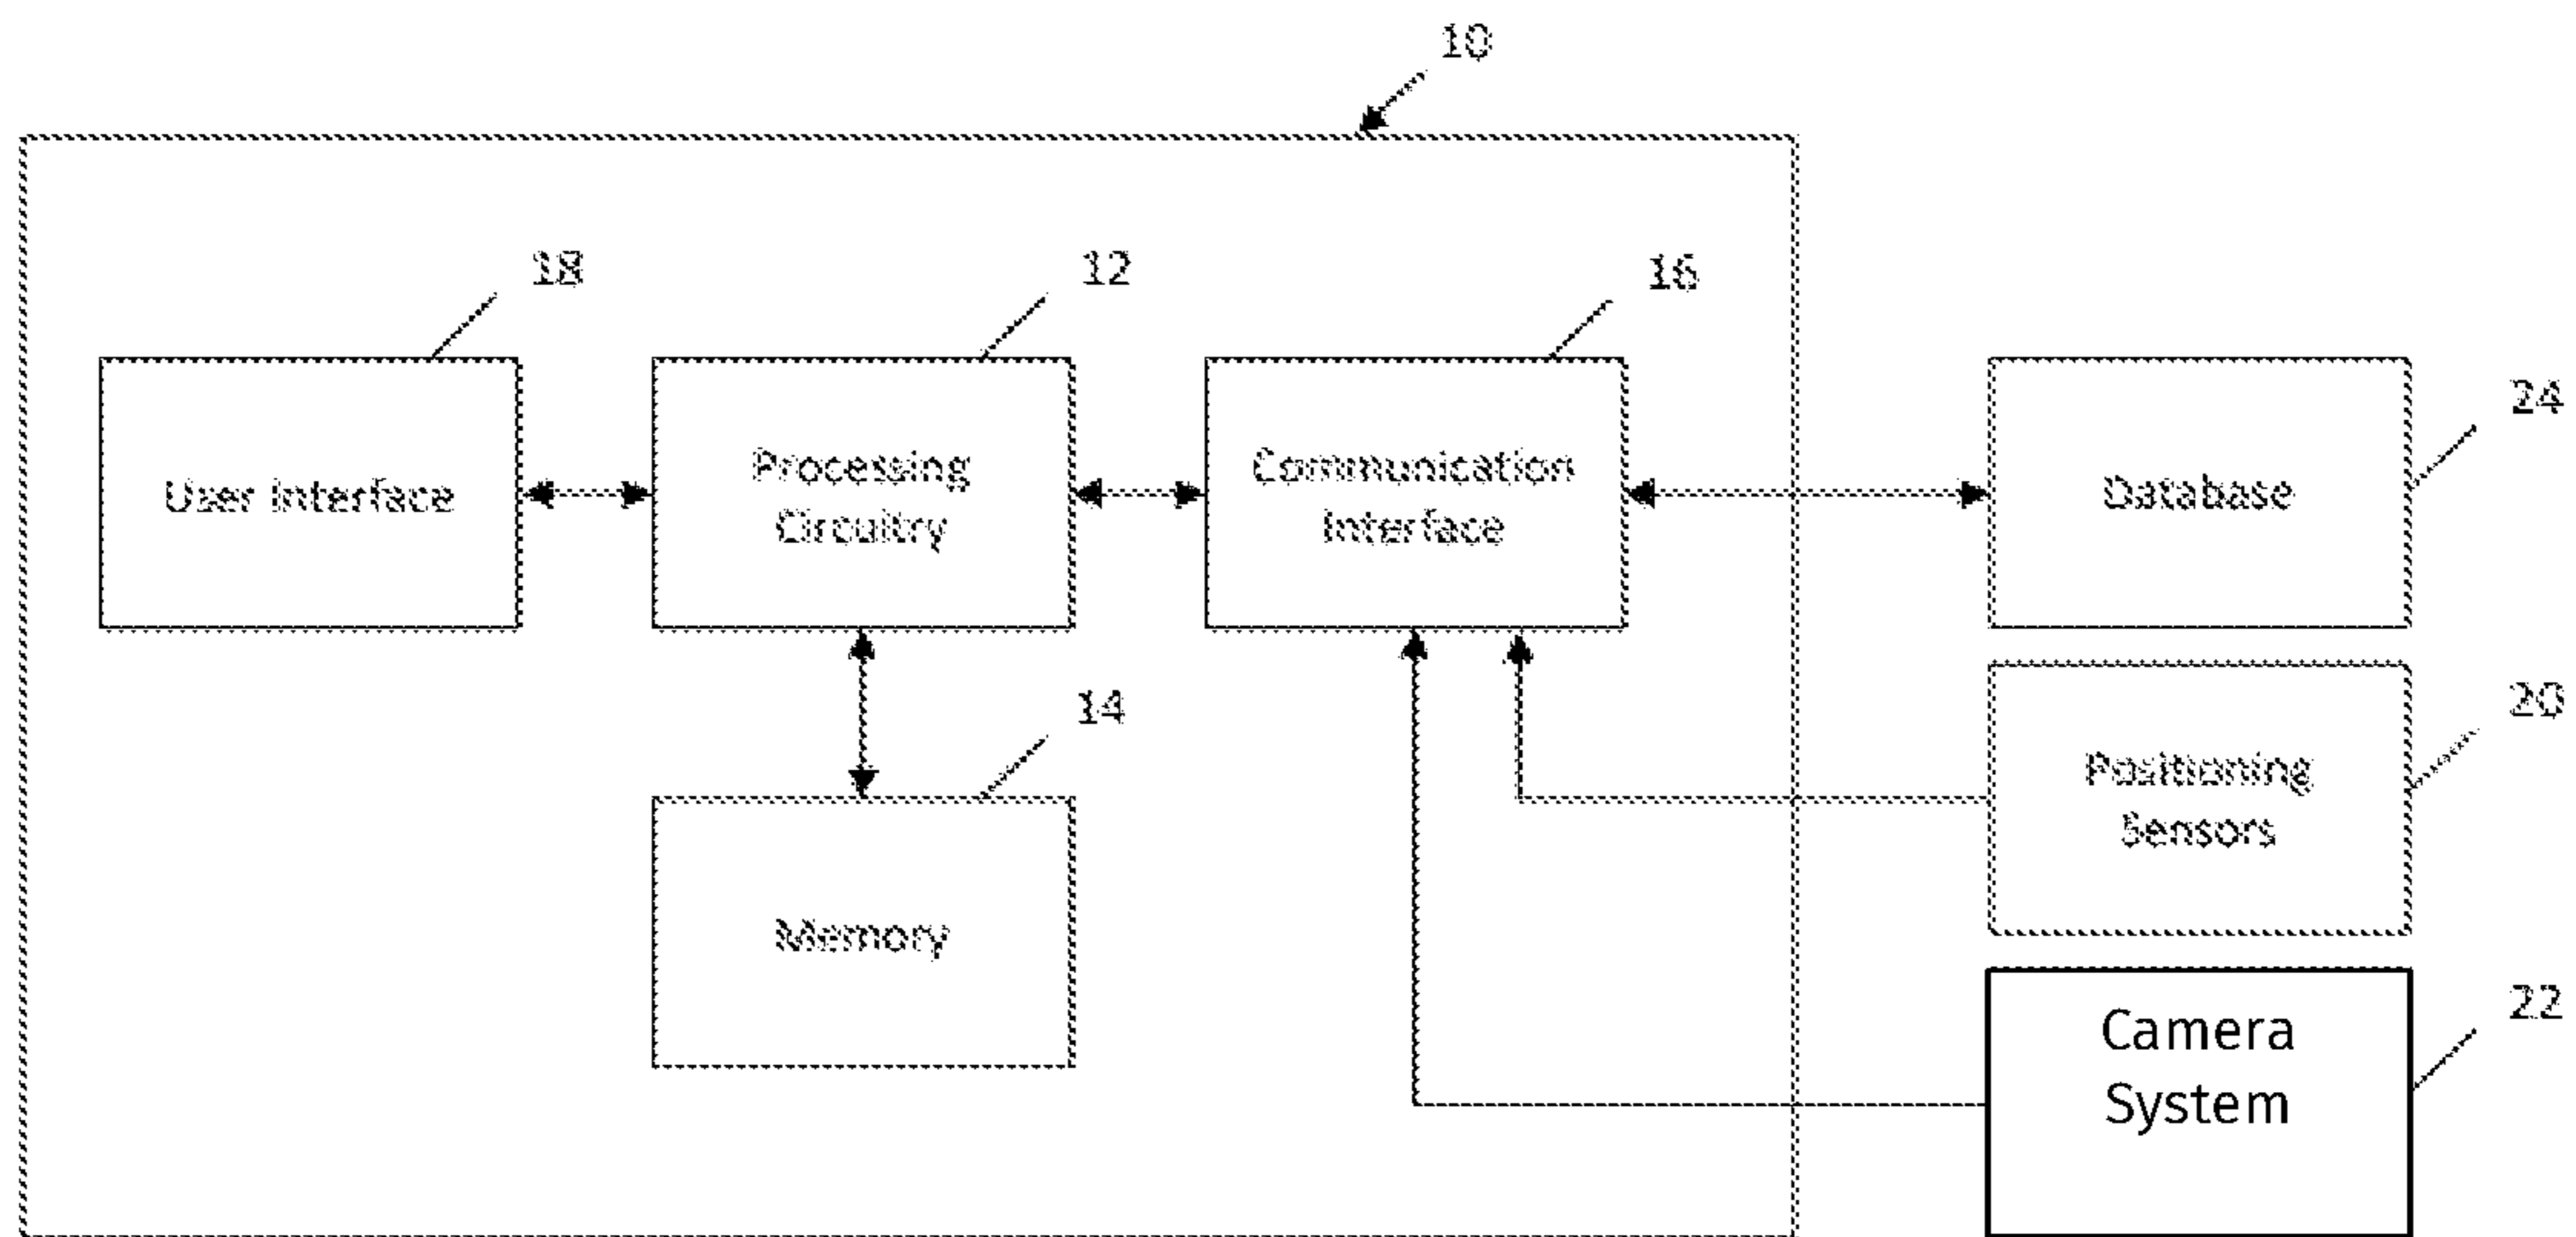 10
18
12
16
24
User Interface
Processing
Circuitry
Communication
Interface
Database
14
20
Memory
Positioning
Sensors
22
Camera
System